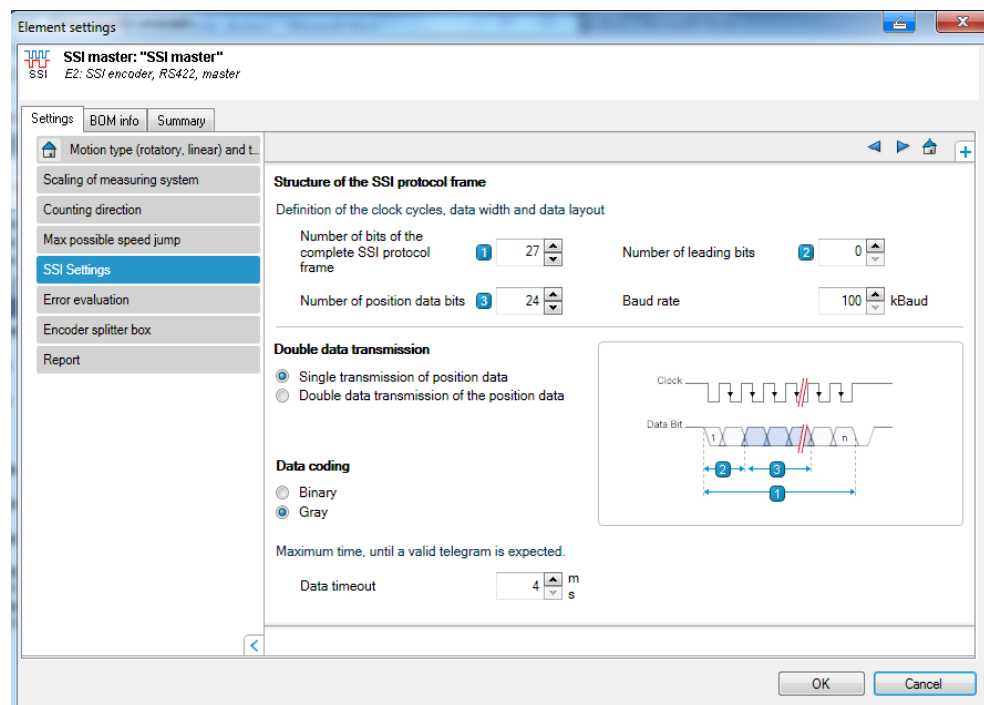 Element settings
SSI
SSI master: "SSI master"
E2: SSI encoder, RS422, master
Settings
BOM info
Summary
Motion type (rotatory, linear) and t...
Scaling of measuring system
Counting direction
Max possible speed jump
SSI Settings
Error evaluation
Encoder splitter box
Report
Structure of the SSI protocol frame
Definition of the clock cycles, data width and data layout
Number of bits of the
complete SSI protocol
frame
1
27
Number of leading bits
2
0
Number of position data bits
3
24
Baud rate
100
kBaud
Double data transmission
Single transmission of position data
Double data transmission of the position data
Clock
Data Bit
1
n
2
3
1
Data coding
Binary
Gray
Maximum time, until a valid telegram is expected.
Data timeout
4
m
s
OK
Cancel